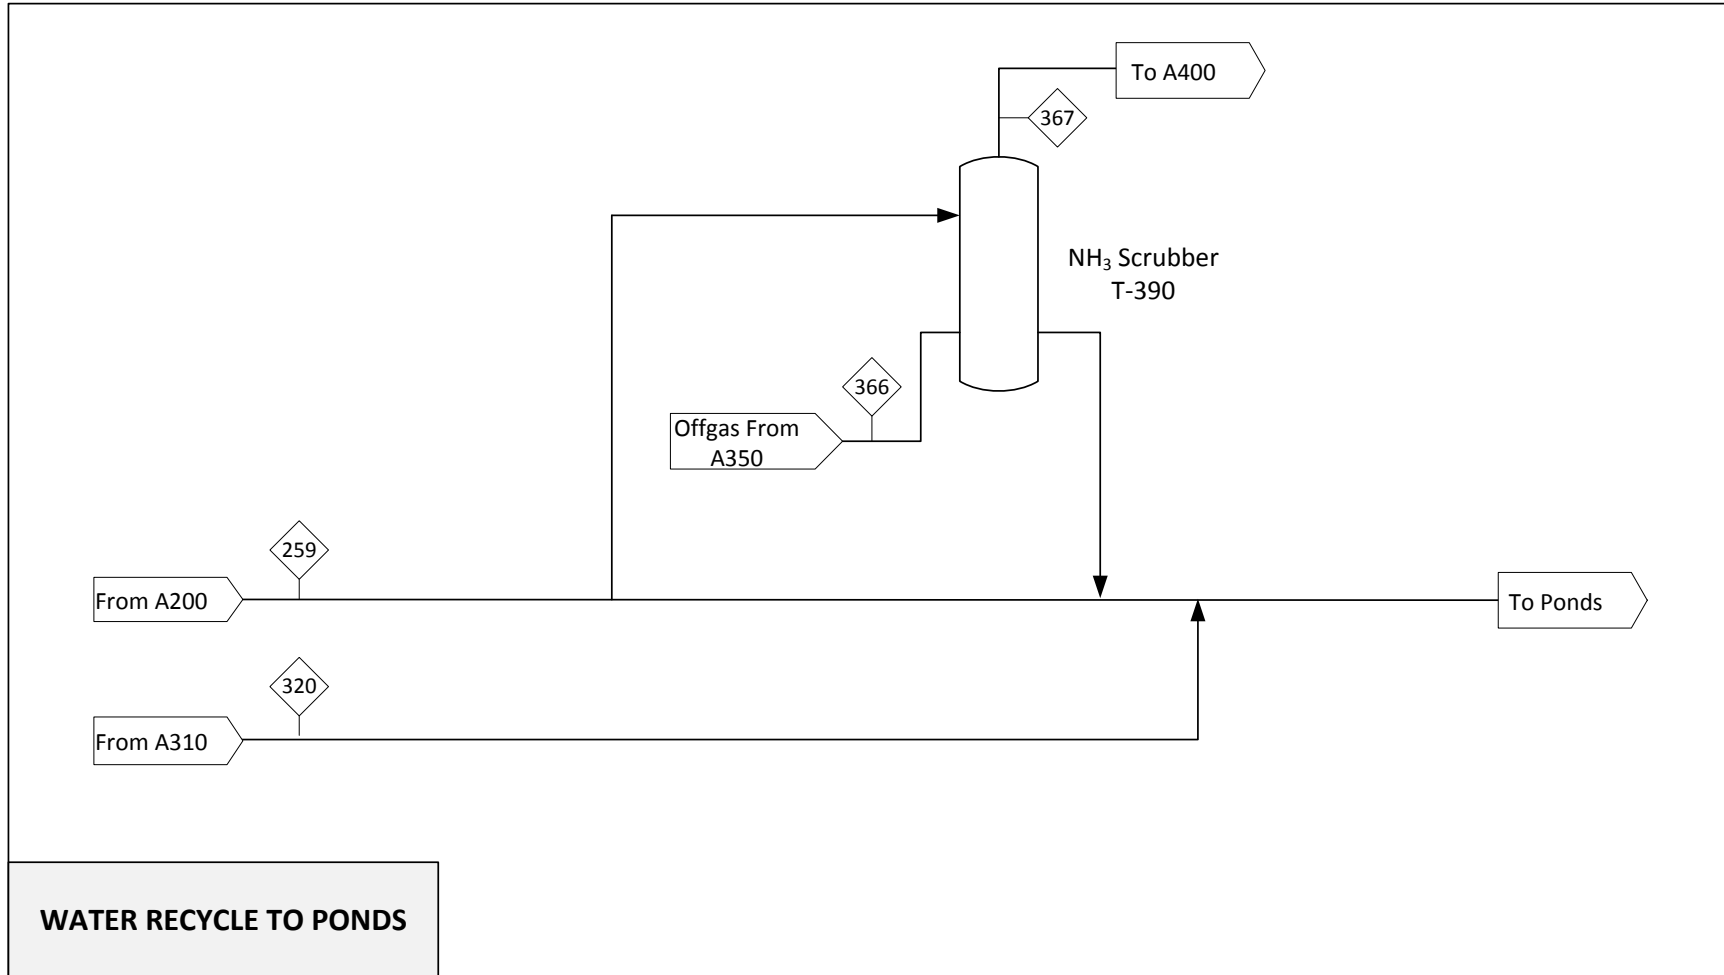 To A400
367
NH₃ Scrubber
T-390
366
Offgas From
A350
259
From A200
To Ponds
320
From A310
WATER RECYCLE TO PONDS